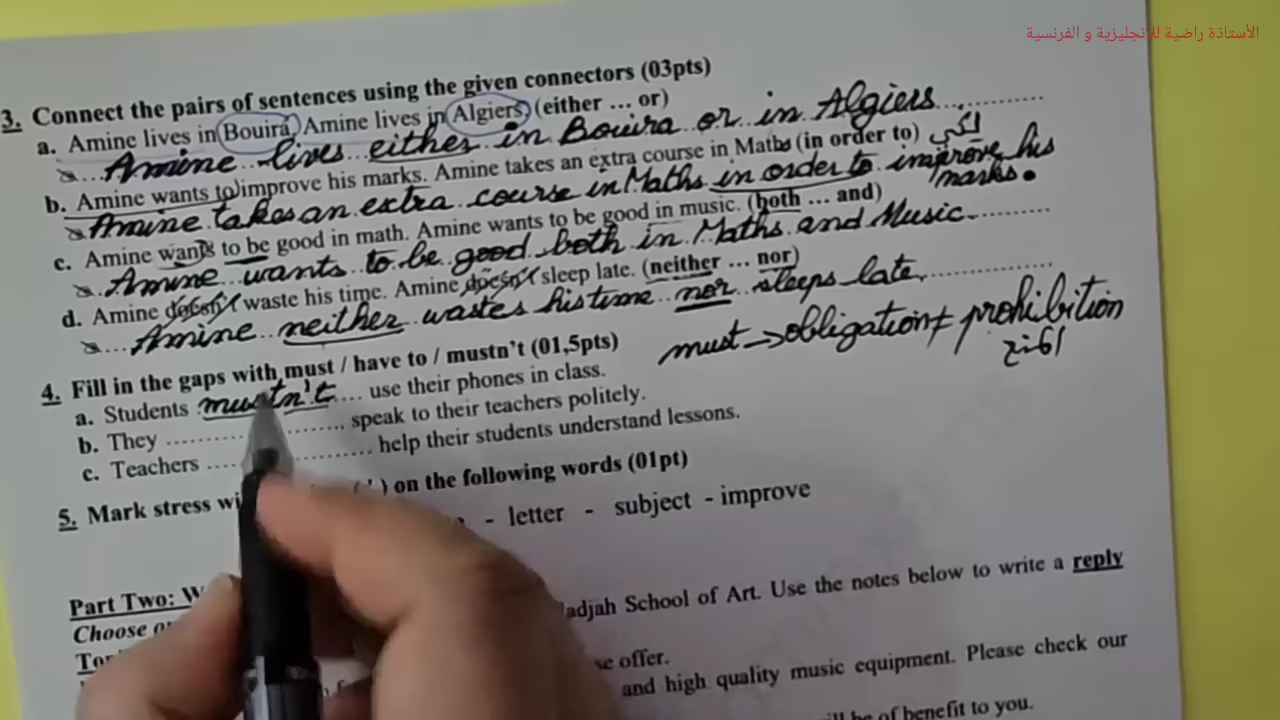 الأستاذة راضية للانجليزية و الفرنسية
3. Connect the pairs of sentences using the given connectors (03pts)
a. Amine lives in Bouira. Amine lives in Algiers. (either ... or)
Amine lives either in Bouira or in Algiers
b. Amine wants to improve his marks. Amine takes an extra course in Maths (in order to) لكي
Amine takes an extra course in Maths in order to improve his marks.
c. Amine wants to be good in math. Amine wants to be good in music. (both ... and)
Amine wants to be good both in Maths and Music.
d. Amine doesn't waste his time. Amine doesn't sleep late. (neither ... nor)
Amine neither wastes his time nor sleeps late
must → obligation ≠ prohibition
4. Fill in the gaps with must / have to / mustn't (01,5pts)
a. Students mustn't use their phones in class.
b. They .................. speak to their teachers politely.
c. Teachers .................. help their students understand lessons.
5. Mark stress (') on the following words (01pt)
- letter - subject - improve
Part Two:
School of Art. Use the notes below to write a reply
Choose
offer.
and high quality music equipment. Please check our
be of benefit to you.